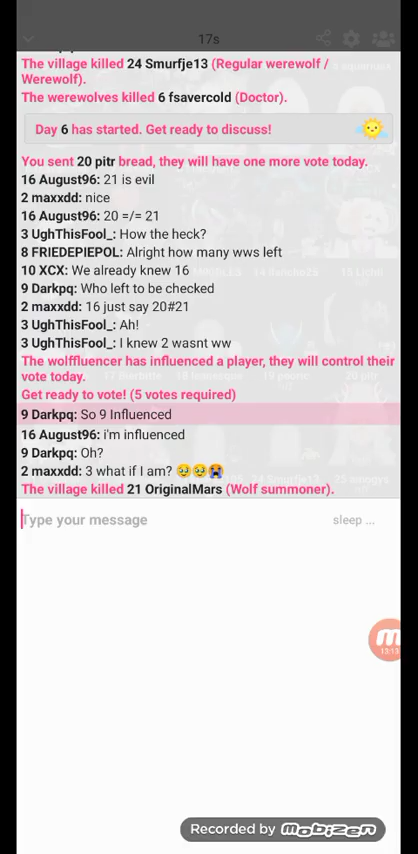 17s
The village killed 24 Smurfje13 (Regular werewolf /
Werewolf).
The werewolves killed 6 fsavercold (Doctor).
Day 6 has started. Get ready to discuss!
You sent 20 pitr bread, they will have one more vote today.
16 August96: 21 is evil
2 maxxdd: nice
16 August96: 20 =/= 21
3 UghThisFool_: How the heck?
8 FRIEDEPIEPOL: Alright how many wws left
10 XCX: We already knew 16
9 Darkpq: Who left to be checked
2 maxxdd: 16 just say 20#21
3 UghThisFool_: Ah!
3 UghThisFool_: I knew 2 wasnt ww
The wolffluencer has influenced a player, they will control their
vote today.
Get ready to vote! (5 votes required)
9 Darkpq: So 9 Influenced
16 August96: i'm influenced
9 Darkpq: Oh?
2 maxxdd: 3 what if I am? 🥹🥹😭
The village killed 21 OriginalMars (Wolf summoner).
Type your message
sleep ...
13:13
Recorded by mobizen